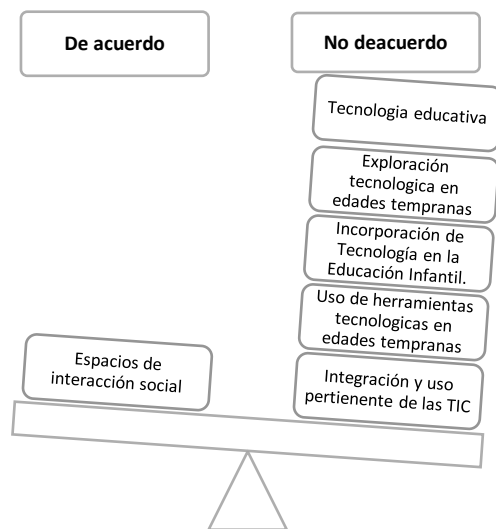 De acuerdo
No deacuerdo
Tecnologia educativa
Exploración
tecnologica en
edades tempranas
Incorporación de
Tecnología en la
Educación Infantil.
Uso de herramientas
tecnologicas en
edades tempranas
Espacios de
interacción social
Integración y uso
pertienente de las TIC